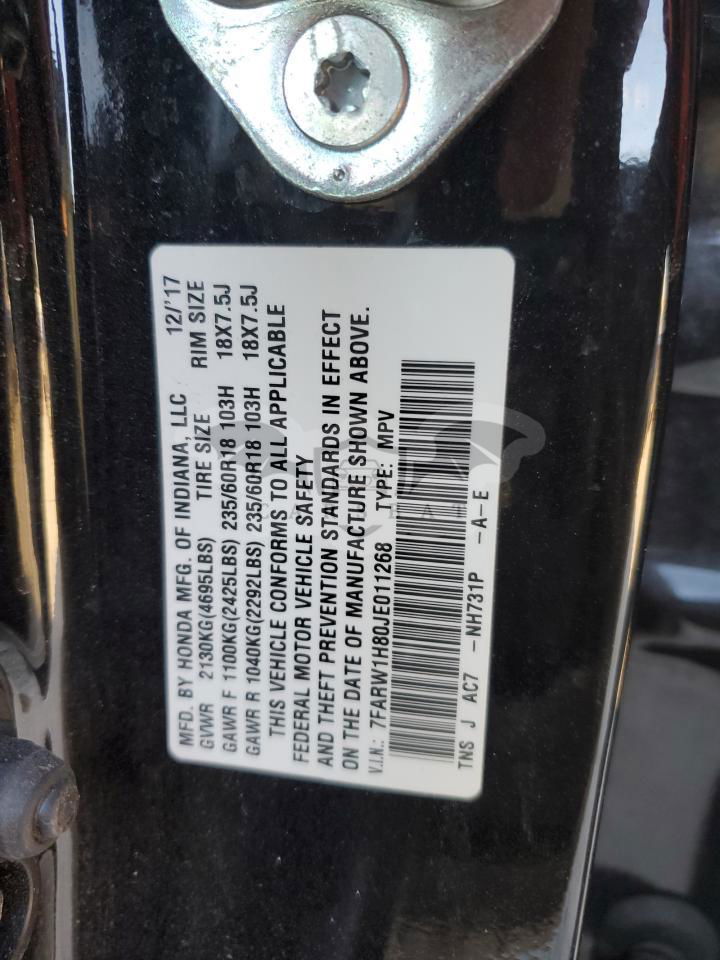 MFD. BY HONDA MFG. OF INDIANA, LLC 12/'17
GVWR 2130KG(4695LBS) TIRE SIZE RIM SIZE
GAWR F 1100KG(2425LBS) 235/60R18 103H 18X7.5J
GAWR R 1040KG(2292LBS) 235/60R18 103H 18X7.5J
THIS VEHICLE CONFORMS TO ALL APPLICABLE
FEDERAL MOTOR VEHICLE SAFETY
AND THEFT PREVENTION STANDARDS IN EFFECT
ON THE DATE OF MANUFACTURE SHOWN ABOVE.
V.I.N.: 7FARW1H80JE011268 TYPE: MPV
TNS J AC7 -NH731P -A-E